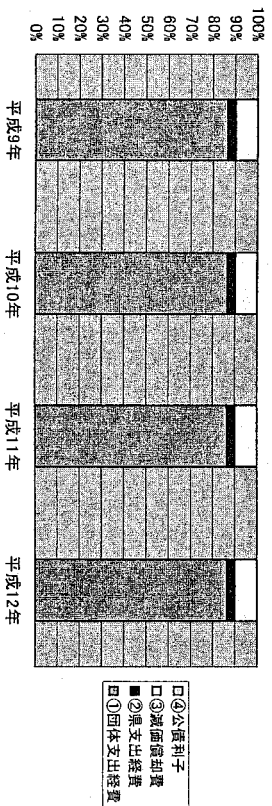 100%
90%
80%
70%
60%
50%
40%
30%
20%
10%
0%
平成9年
平成10年
平成11年
平成12年
□④公債利子
□③減価償却費
■②県支出経費
①団体支出経費